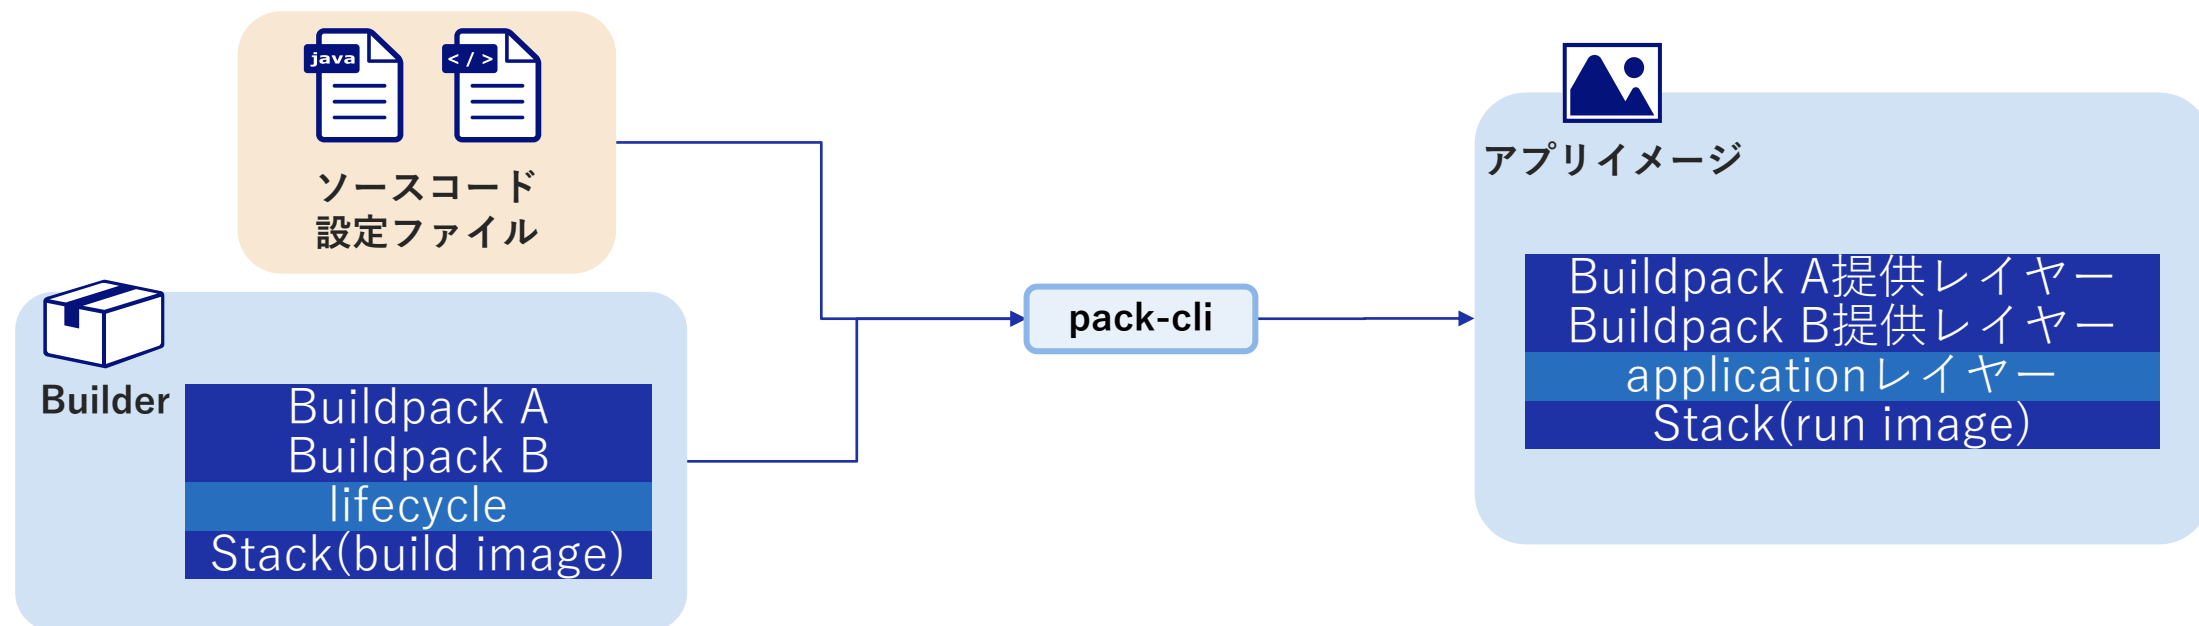 java
< / >
ソースコード
設定ファイル
Builder
Buildpack A
Buildpack B
lifecycle
Stack(build image)
pack-cli
アプリイメージ
Buildpack A提供レイヤー
Buildpack B提供レイヤー
applicationレイヤー
Stack(run image)